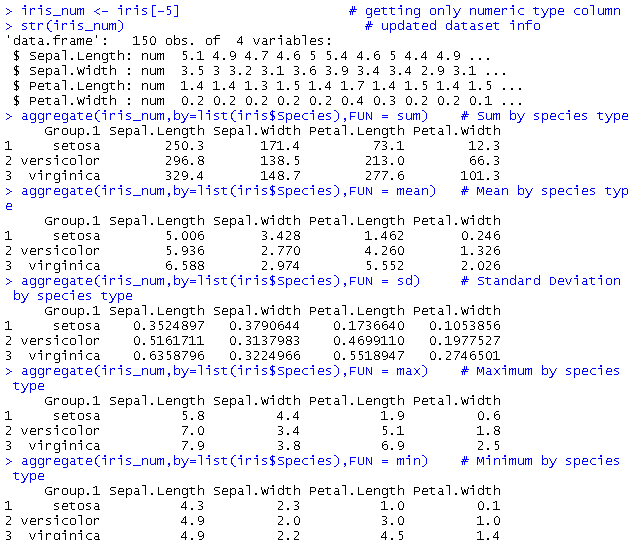 > iris_num <- iris[-5]                    # getting only numeric type column
> str(iris_num)                             # updated dataset info
'data.frame':   150 obs. of  4 variables:
 $ Sepal.Length: num  5.1 4.9 4.7 4.6 5 5.4 4.6 5 4.4 4.9 ...
 $ Sepal.Width : num  3.5 3 3.2 3.1 3.6 3.9 3.4 3.4 2.9 3.1 ...
 $ Petal.Length: num  1.4 1.4 1.3 1.5 1.4 1.7 1.4 1.5 1.4 1.5 ...
 $ Petal.Width : num  0.2 0.2 0.2 0.2 0.2 0.4 0.3 0.2 0.2 0.1 ...
> aggregate(iris_num,by=list(iris$Species),FUN = sum)    # Sum by species type
     Group.1 Sepal.Length Sepal.Width Petal.Length Petal.Width
1     setosa        250.3       171.4         73.1        12.3
2 versicolor        296.8       138.5        213.0        66.3
3  virginica        329.4       148.7        277.6       101.3
> aggregate(iris_num,by=list(iris$Species),FUN = mean)   # Mean by species typ
e
     Group.1 Sepal.Length Sepal.Width Petal.Length Petal.Width
1     setosa        5.006       3.428        1.462       0.246
2 versicolor        5.936       2.770        4.260       1.326
3  virginica        6.588       2.974        5.552       2.026
> aggregate(iris_num,by=list(iris$Species),FUN = sd)     # Standard Deviation
 by species type
     Group.1 Sepal.Length Sepal.Width Petal.Length Petal.Width
1     setosa    0.3524897   0.3790644    0.1736640   0.1053856
2 versicolor    0.5161711   0.3137983    0.4699110   0.1977527
3  virginica    0.6358796   0.3224966    0.5518947   0.2746501
> aggregate(iris_num,by=list(iris$Species),FUN = max)    # Maximum by species
 type
     Group.1 Sepal.Length Sepal.Width Petal.Length Petal.Width
1     setosa          5.8         4.4          1.9         0.6
2 versicolor          7.0         3.4          5.1         1.8
3  virginica          7.9         3.8          6.9         2.5
> aggregate(iris_num,by=list(iris$Species),FUN = min)    # Minimum by species
 type
     Group.1 Sepal.Length Sepal.Width Petal.Length Petal.Width
1     setosa          4.3         2.3          1.0         0.1
2 versicolor          4.9         2.0          3.0         1.0
3  virginica          4.9         2.2          4.5         1.4